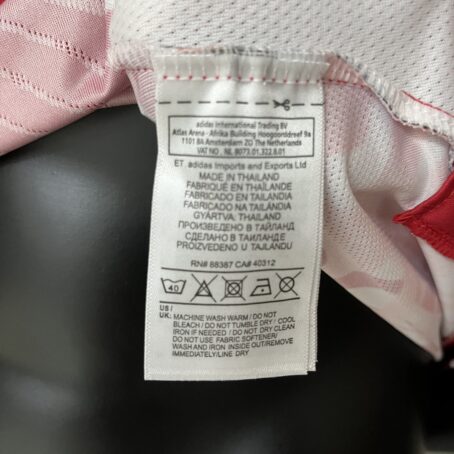 adidas International Trading BV
Atlas Arena - Afrika Building Hoogoorddreef 9a
1101 BA Amsterdam ZO The Netherlands
VAT NO.: NL 8073.01.322.B.01
ET. adidas Imports and Exports Ltd
MADE IN THAILAND
FABRIQUÉ EN THAÏLANDE
FABRICADO EN TAILANDIA
FABRICADO NA TAILÂNDIA
GYÁRTVA: THAILAND
ПРОИЗВЕДЕНО В ТАЙЛАНД
СДЕЛАНО В ТАИЛАНДЕ
PROIZVEDENO U TAJLANDU
RN# 88387 CA# 40312
40
US /
UK: MACHINE WASH WARM / DO NOT
BLEACH / DO NOT TUMBLE DRY / COOL
IRON IF NEEDED / DO NOT DRY CLEAN
DO NOT USE FABRIC SOFTENER/
WASH AND IRON INSIDE OUT/REMOVE
IMMEDIATELY/LINE DRY